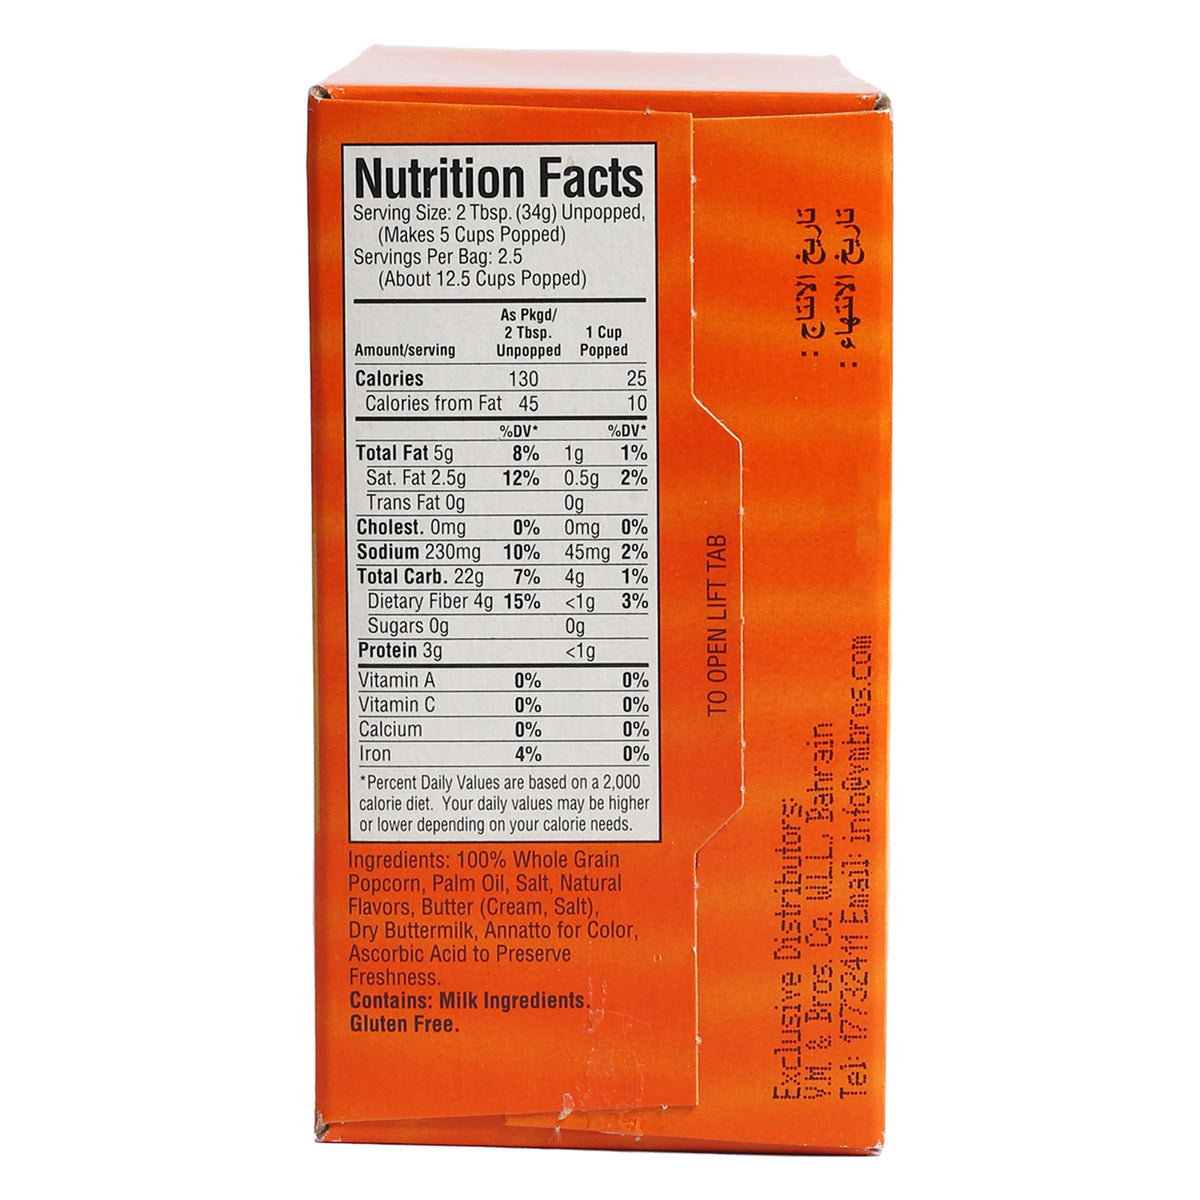 Nutrition Facts
Serving Size: 2 Tbsp. (34g) Unpopped,
(Makes 5 Cups Popped)
Servings Per Bag: 2.5
(About 12.5 Cups Popped)
As Pkgd/
2 Tbsp. 1 Cup
Amount/serving Unpopped Popped
Calories 130 25
Calories from Fat 45 10
%DV* %DV*
Total Fat 5g 8% 1g 1%
Sat. Fat 2.5g 12% 0.5g 2%
Trans Fat 0g 0g
Cholest. 0mg 0% 0mg 0%
Sodium 230mg 10% 45mg 2%
Total Carb. 22g 7% 4g 1%
Dietary Fiber 4g 15% <1g 3%
Sugars 0g 0g
Protein 3g <1g
Vitamin A 0% 0%
Vitamin C 0% 0%
Calcium 0% 0%
Iron 4% 0%
*Percent Daily Values are based on a 2,000
calorie diet. Your daily values may be higher
or lower depending on your calorie needs.
Ingredients: 100% Whole Grain
Popcorn, Palm Oil, Salt, Natural
Flavors, Butter (Cream, Salt),
Dry Buttermilk, Annatto for Color,
Ascorbic Acid to Preserve
Freshness.
Contains: Milk Ingredients.
Gluten Free.
TO OPEN LIFT TAB
تاريخ الانتاج :
تاريخ الانتهاء :
Exclusive Distributors:
V.M. & Bros. Co. W.L.L., Bahrain
Tel: 17732411 Email: info@vmbros.com